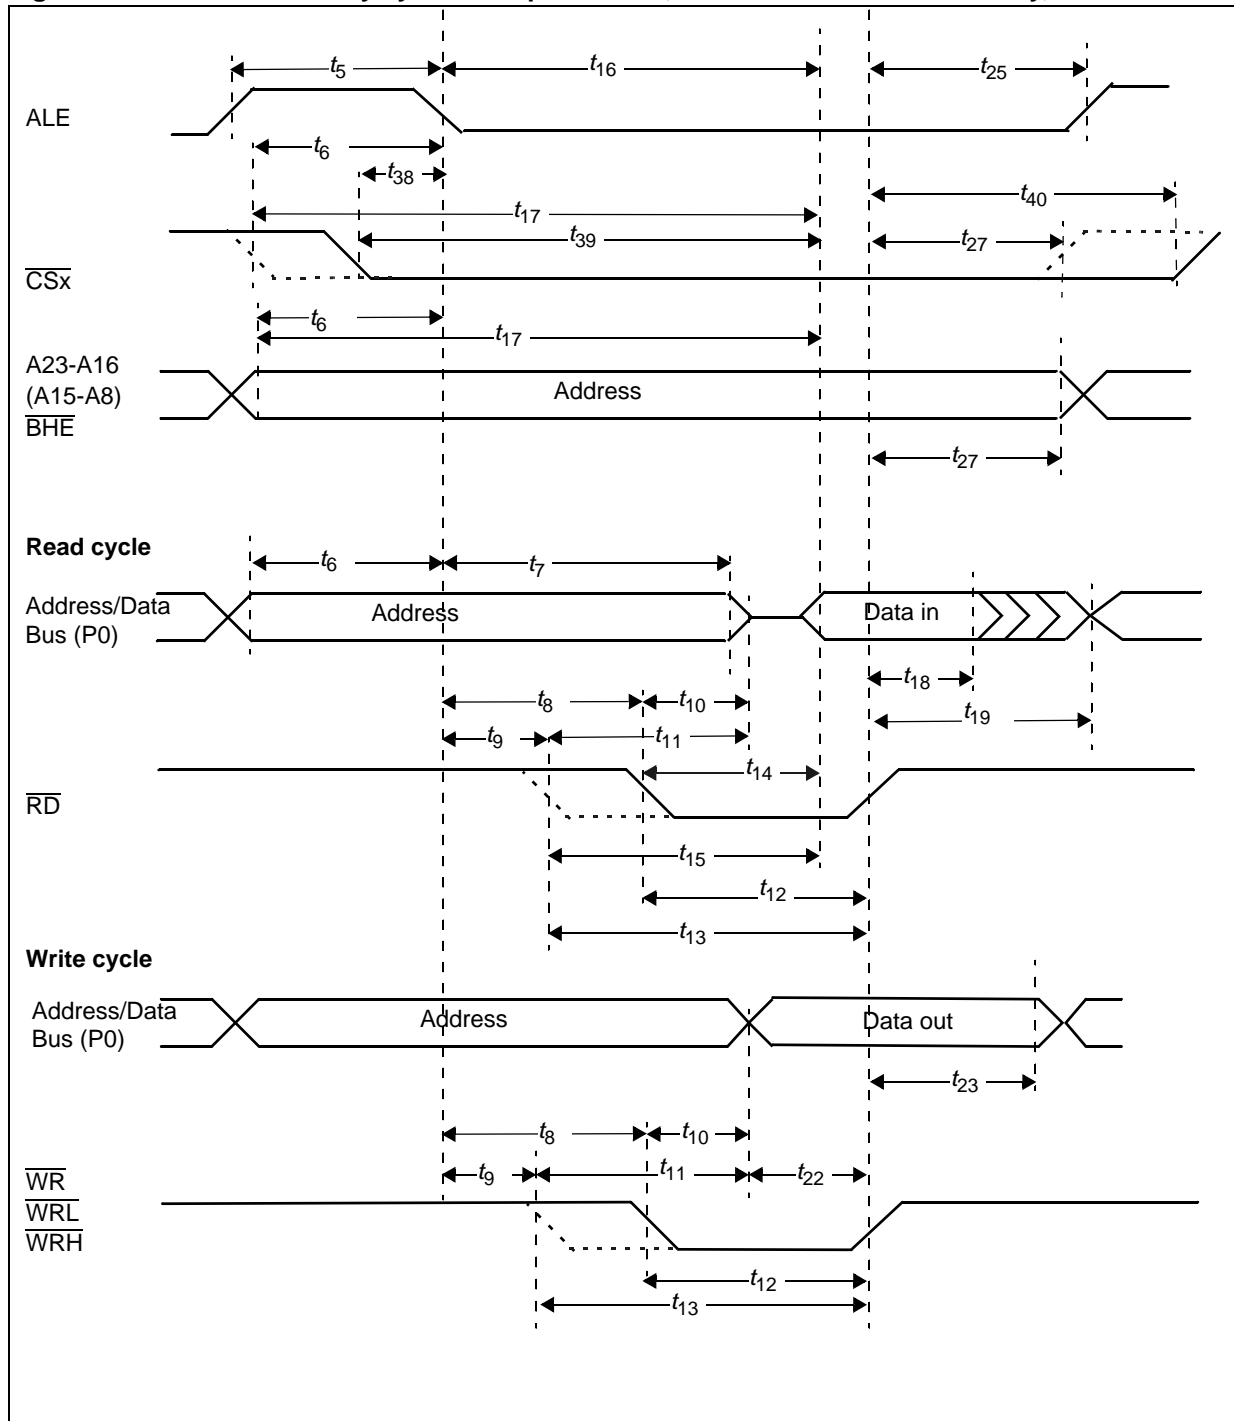 t5
t16
t25
ALE
t6
t38
t40
t17
t39
t27
CSx
t6
t17
A23-A16
(A15-A8)
BHE
Address
t27
Read cycle
t6
t7
Address/Data
Bus (P0)
Address
Data in
t18
t8
t10
t19
t9
t11
t14
RD
t15
t12
t13
Write cycle
Address/Data
Bus (P0)
Address
Data out
t23
t8
t10
t9
t11
t22
WR
WRL
WRH
t12
t13